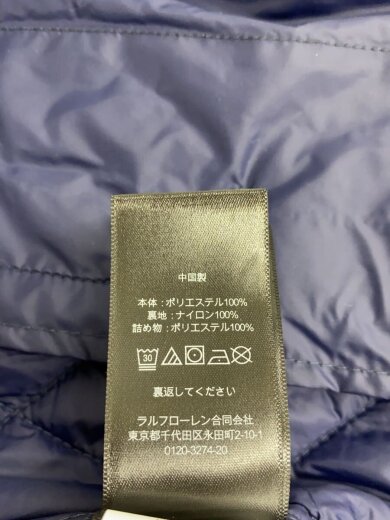 中国製
本体：ポリエステル100%
裏地：ナイロン100%
詰め物：ポリエステル100%
30
裏返してください
ラルフローレン合同会社
東京都千代田区永田町2-10-1
0120-3274-20